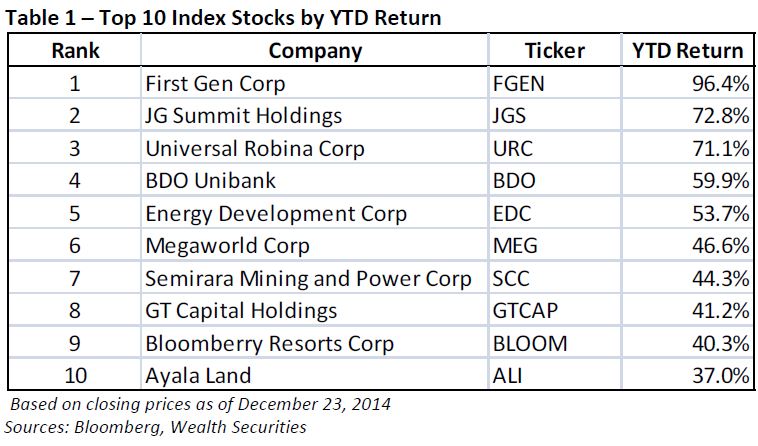 Table 1 – Top 10 Index Stocks by YTD Return
Rank Company Ticker YTD Return
1 First Gen Corp FGEN 96.4%
2 JG Summit Holdings JGS 72.8%
3 Universal Robina Corp URC 71.1%
4 BDO Unibank BDO 59.9%
5 Energy Development Corp EDC 53.7%
6 Megaworld Corp MEG 46.6%
7 Semirara Mining and Power Corp SCC 44.3%
8 GT Capital Holdings GTCAP 41.2%
9 Bloomberry Resorts Corp BLOOM 40.3%
10 Ayala Land ALI 37.0%
Based on closing prices as of December 23, 2014
Sources: Bloomberg, Wealth Securities